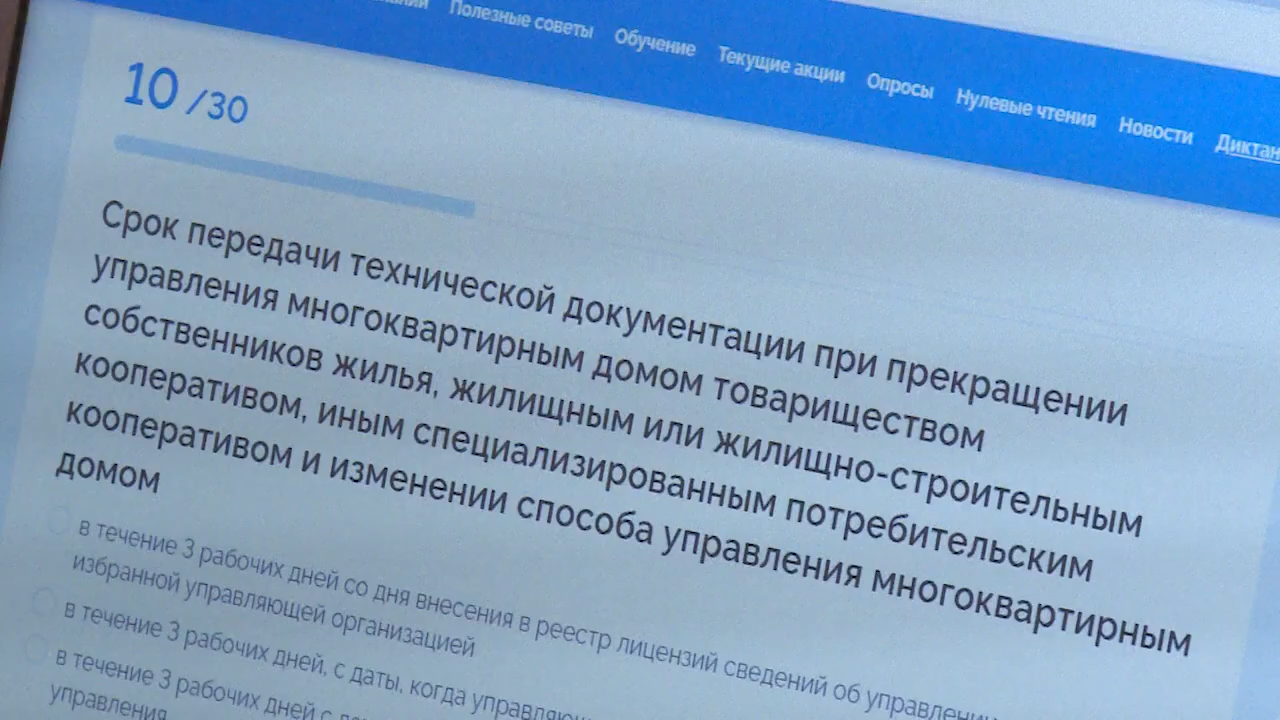 Полезные советы Обучение Текущие акции Опросы Нулевые чтения Новости
10 /30
Срок передачи технической документации при прекращении
управления многоквартирным домом товариществом
собственников жилья, жилищным или жилищно-строительным
кооперативом, иным специализированным потребительским
кооперативом и изменении способа управления многоквартирным
домом
в течение 3 рабочих дней со дня внесения в реестр лицензий сведений об управлении
избранной управляющей организацией
в течение 3 рабочих дней, с даты, когда
в течение 3 рабочих дней с
управления